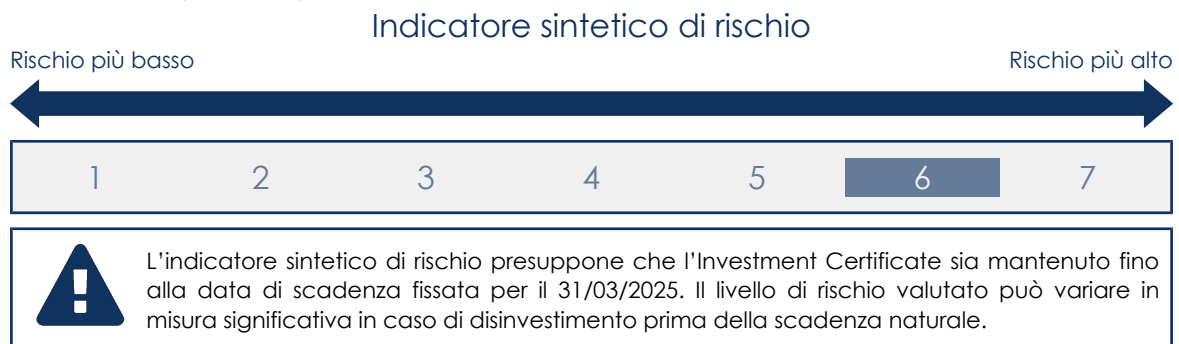 Indicatore sintetico di rischio
Rischio più basso
Rischio più alto
1 2 3 4 5 6 7
L'indicatore sintetico di rischio presuppone che l'Investment Certificate sia mantenuto fino
alla data di scadenza fissata per il 31/03/2025. Il livello di rischio valutato può variare in
misura significativa in caso di disinvestimento prima della scadenza naturale.